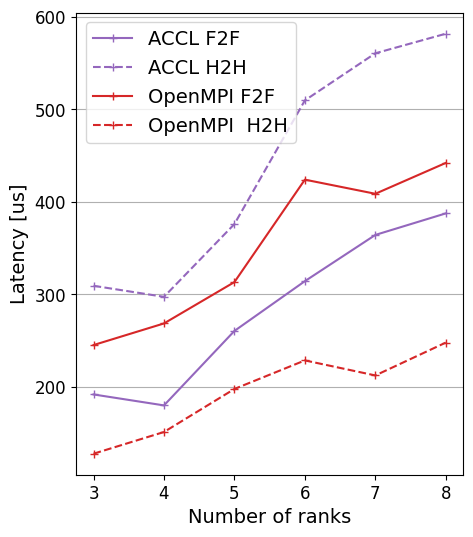 600
500
400
300
200
Latency [us]
ACCL F2F
ACCL H2H
OpenMPI F2F
OpenMPI  H2H
3 4 5 6 7 8
Number of ranks